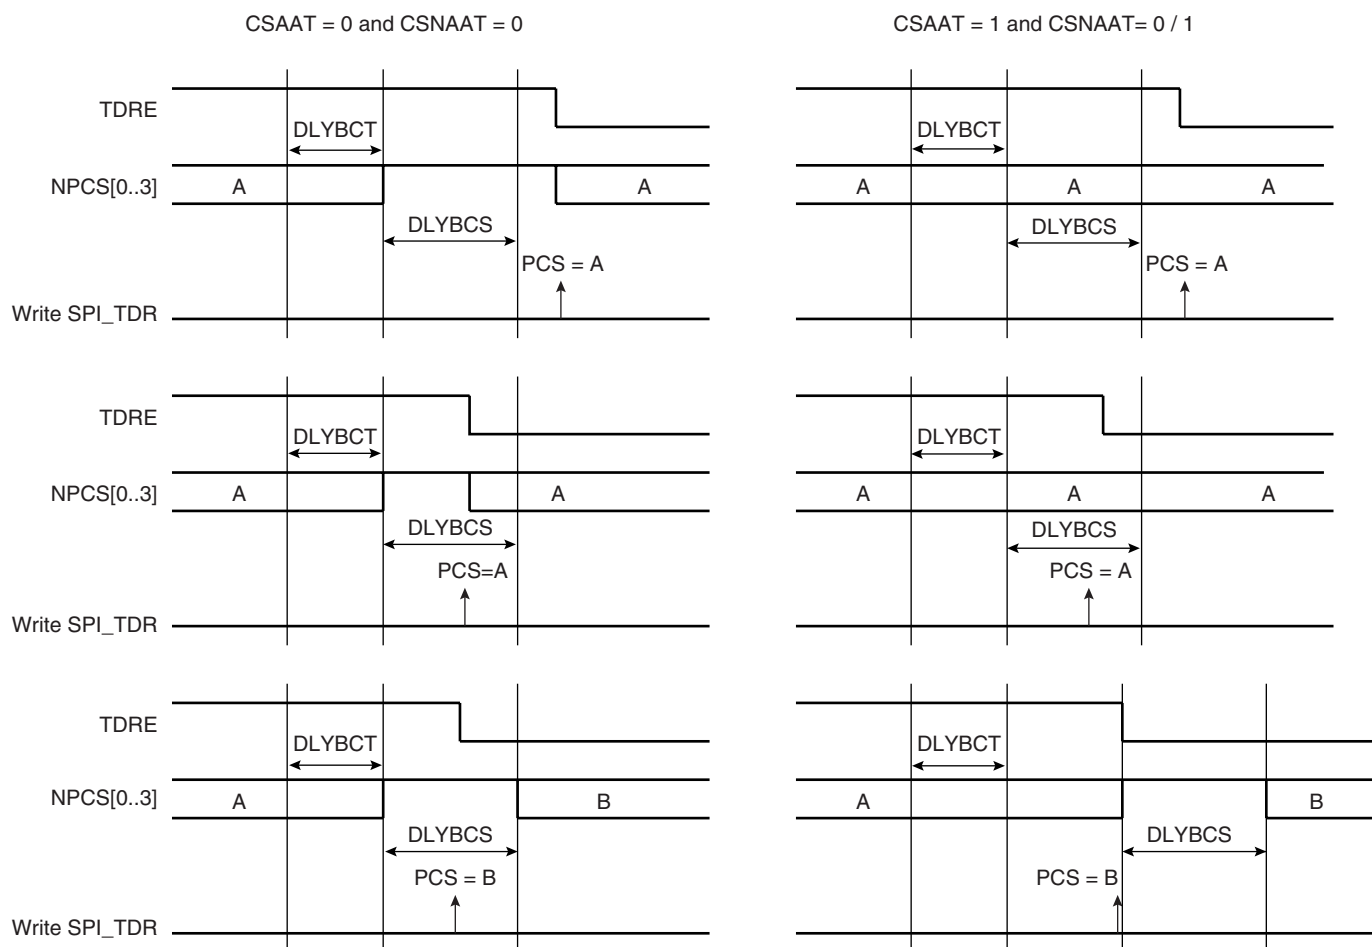 CSAAT = 0 and CSNAAT = 0
CSAAT = 1 and CSNAAT= 0 / 1
TDRE
DLYBCT
DLYBCT
NPCS[0..3]
A
A
A
A
A
DLYBCS
DLYBCS
PCS = A
PCS = A
Write SPI_TDR
TDRE
DLYBCT
DLYBCT
NPCS[0..3]
A
A
A
A
A
DLYBCS
DLYBCS
PCS=A
PCS = A
Write SPI_TDR
TDRE
DLYBCT
DLYBCT
NPCS[0..3]
A
B
A
B
DLYBCS
DLYBCS
PCS = B
PCS = B
Write SPI_TDR